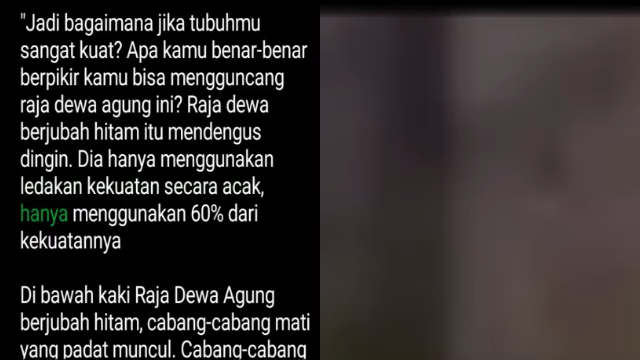 "Jadi bagaimana jika tubuhmu
sangat kuat? Apa kamu benar-benar
berpikir kamu bisa mengguncang
raja dewa agung ini? Raja dewa
berjubah hitam itu mendengus
dingin. Dia hanya menggunakan
ledakan kekuatan secara acak,
hanya menggunakan 60% dari
kekuatannya
Di bawah kaki Raja Dewa Agung
berjubah hitam, cabang-cabang mati
yang padat muncul. Cabang-cabang